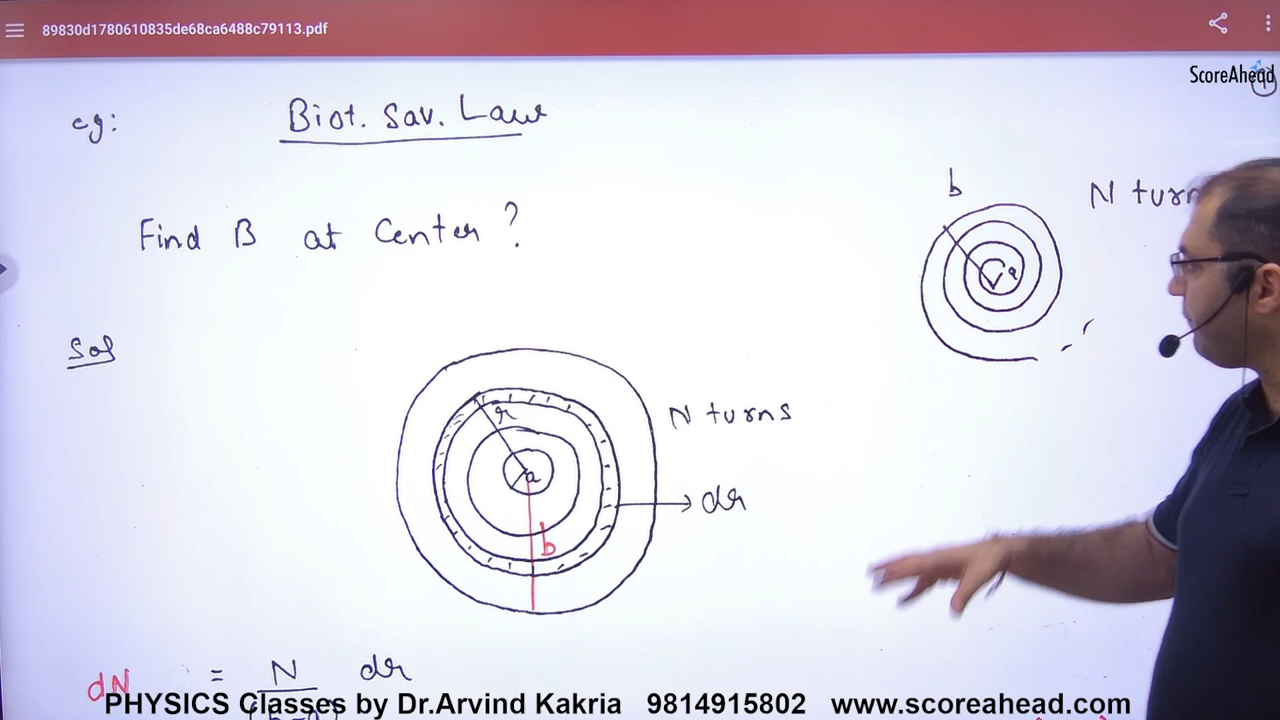 89830d1780610835de68ca6488c79113.pdf
ScoreAhead
eg: Biot. Sav. Law
b
N turn
Find B at Center ?
a
Sol
r
N turns
a
dr
b
dN = N dr
PHYSICS Classes by Dr.Arvind Kakria 9814915802 www.scoreahead.com